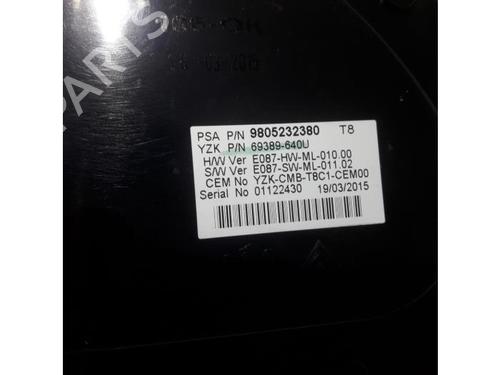 PSA P/N 9805232380 T8
YZK P/N 69389-640U
H/W Ver E087-HW-ML-010.00
S/W Ver E087-SW-ML-011.02
CEM No YZK-CMB-T8C1-CEM00
Serial No 01122430 19/03/2015